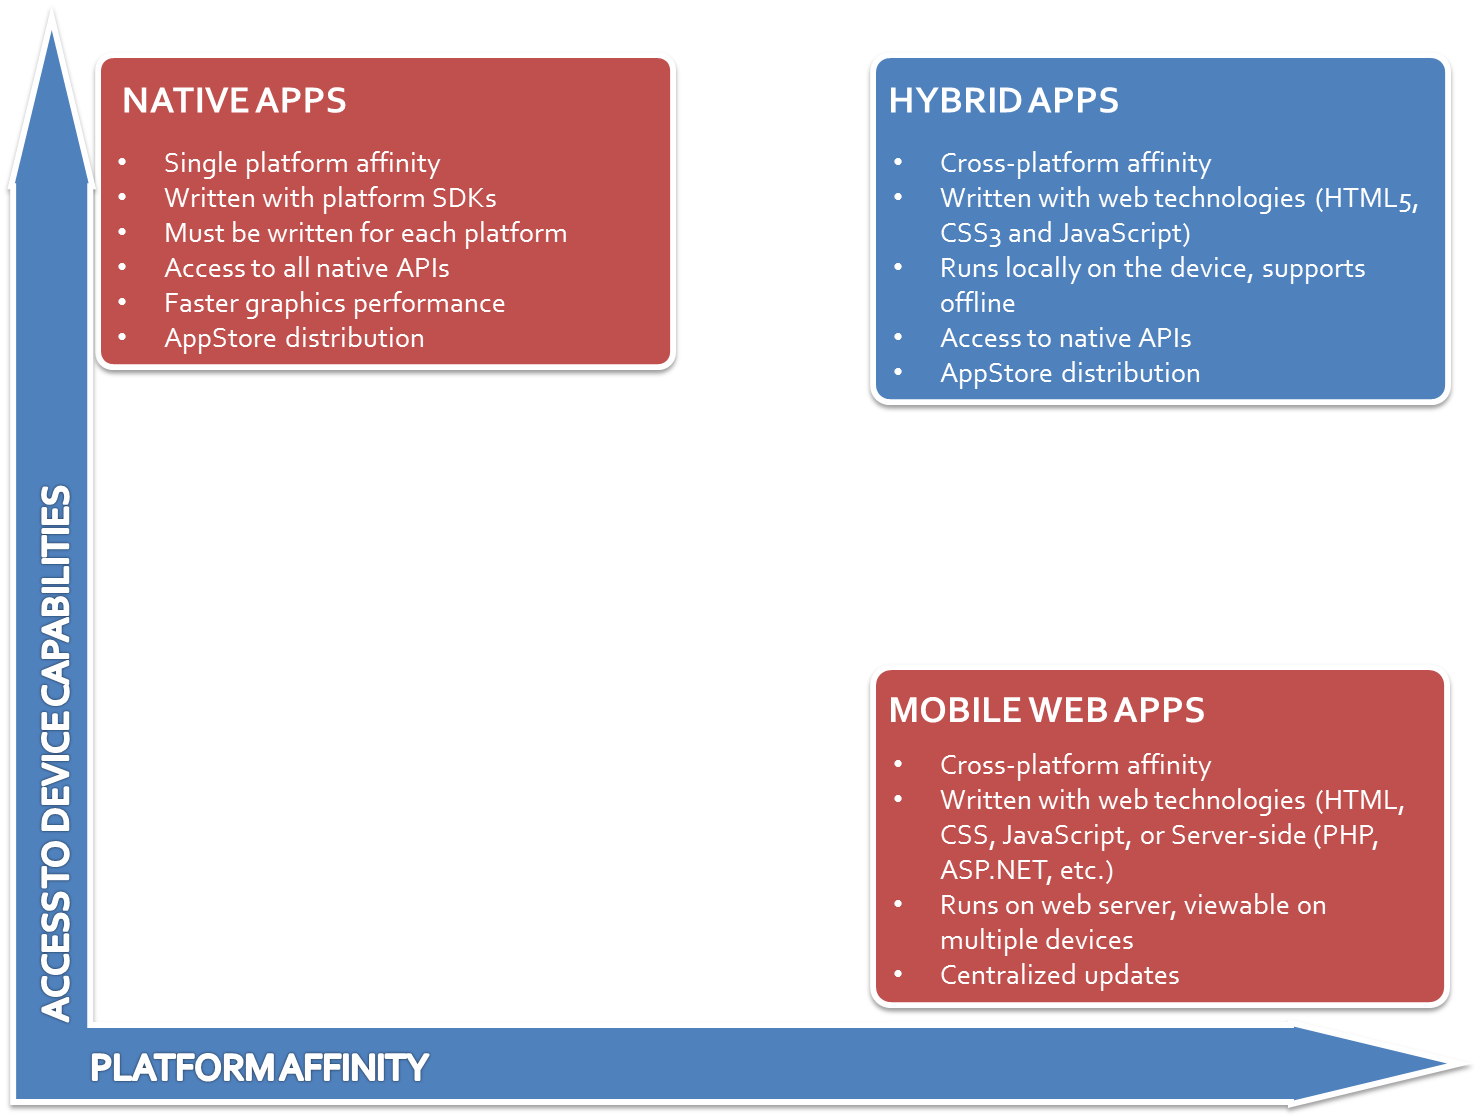 NATIVE APPS
• Single platform affinity
• Written with platform SDKs
• Must be written for each platform
• Access to all native APIs
• Faster graphics performance
• AppStore distribution
HYBRID APPS
• Cross-platform affinity
• Written with web technologies (HTML5,
CSS3 and JavaScript)
• Runs locally on the device, supports
offline
• Access to native APIs
• AppStore distribution
ACCESS TO DEVICE CAPABILITIES
MOBILE WEB APPS
• Cross-platform affinity
• Written with web technologies (HTML,
CSS, JavaScript, or Server-side (PHP,
ASP.NET, etc.)
• Runs on web server, viewable on
multiple devices
• Centralized updates
PLATFORM AFFINITY